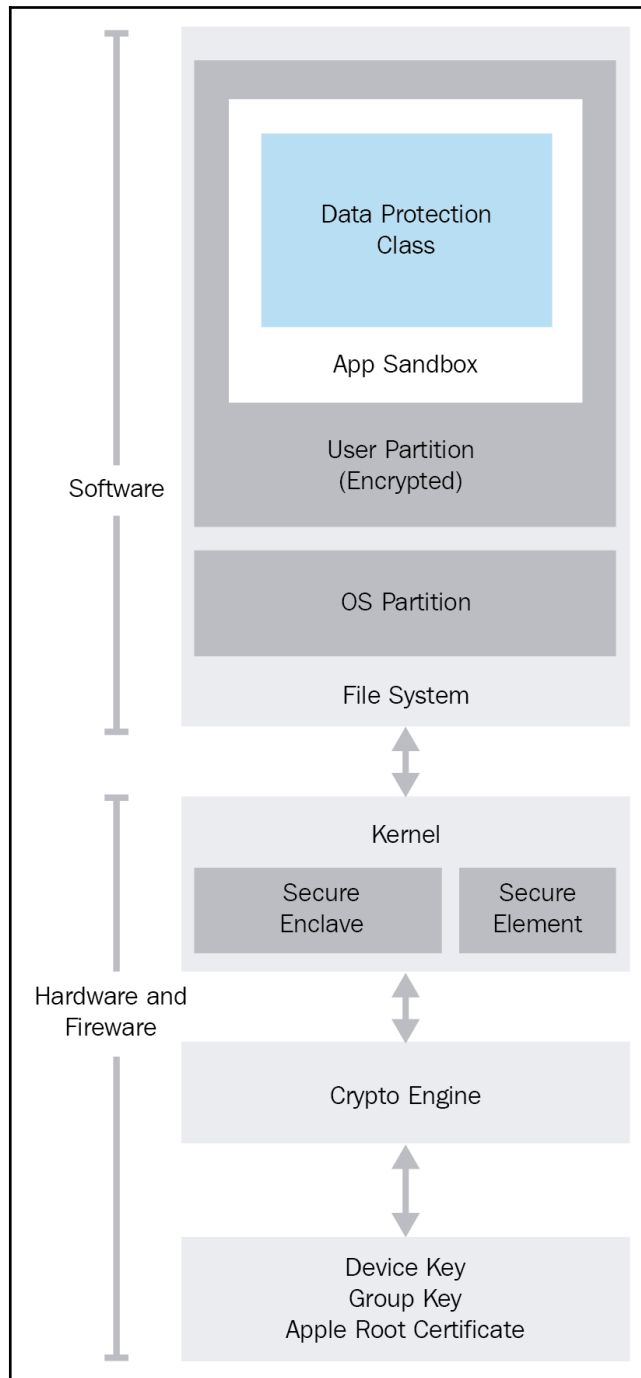 Data Protection
Class
App Sandbox
User Partition
(Encrypted)
Software
OS Partition
File System
Kernel
Secure
Enclave
Secure
Element
Hardware and
Fireware
Crypto Engine
Device Key
Group Key
Apple Root Certificate